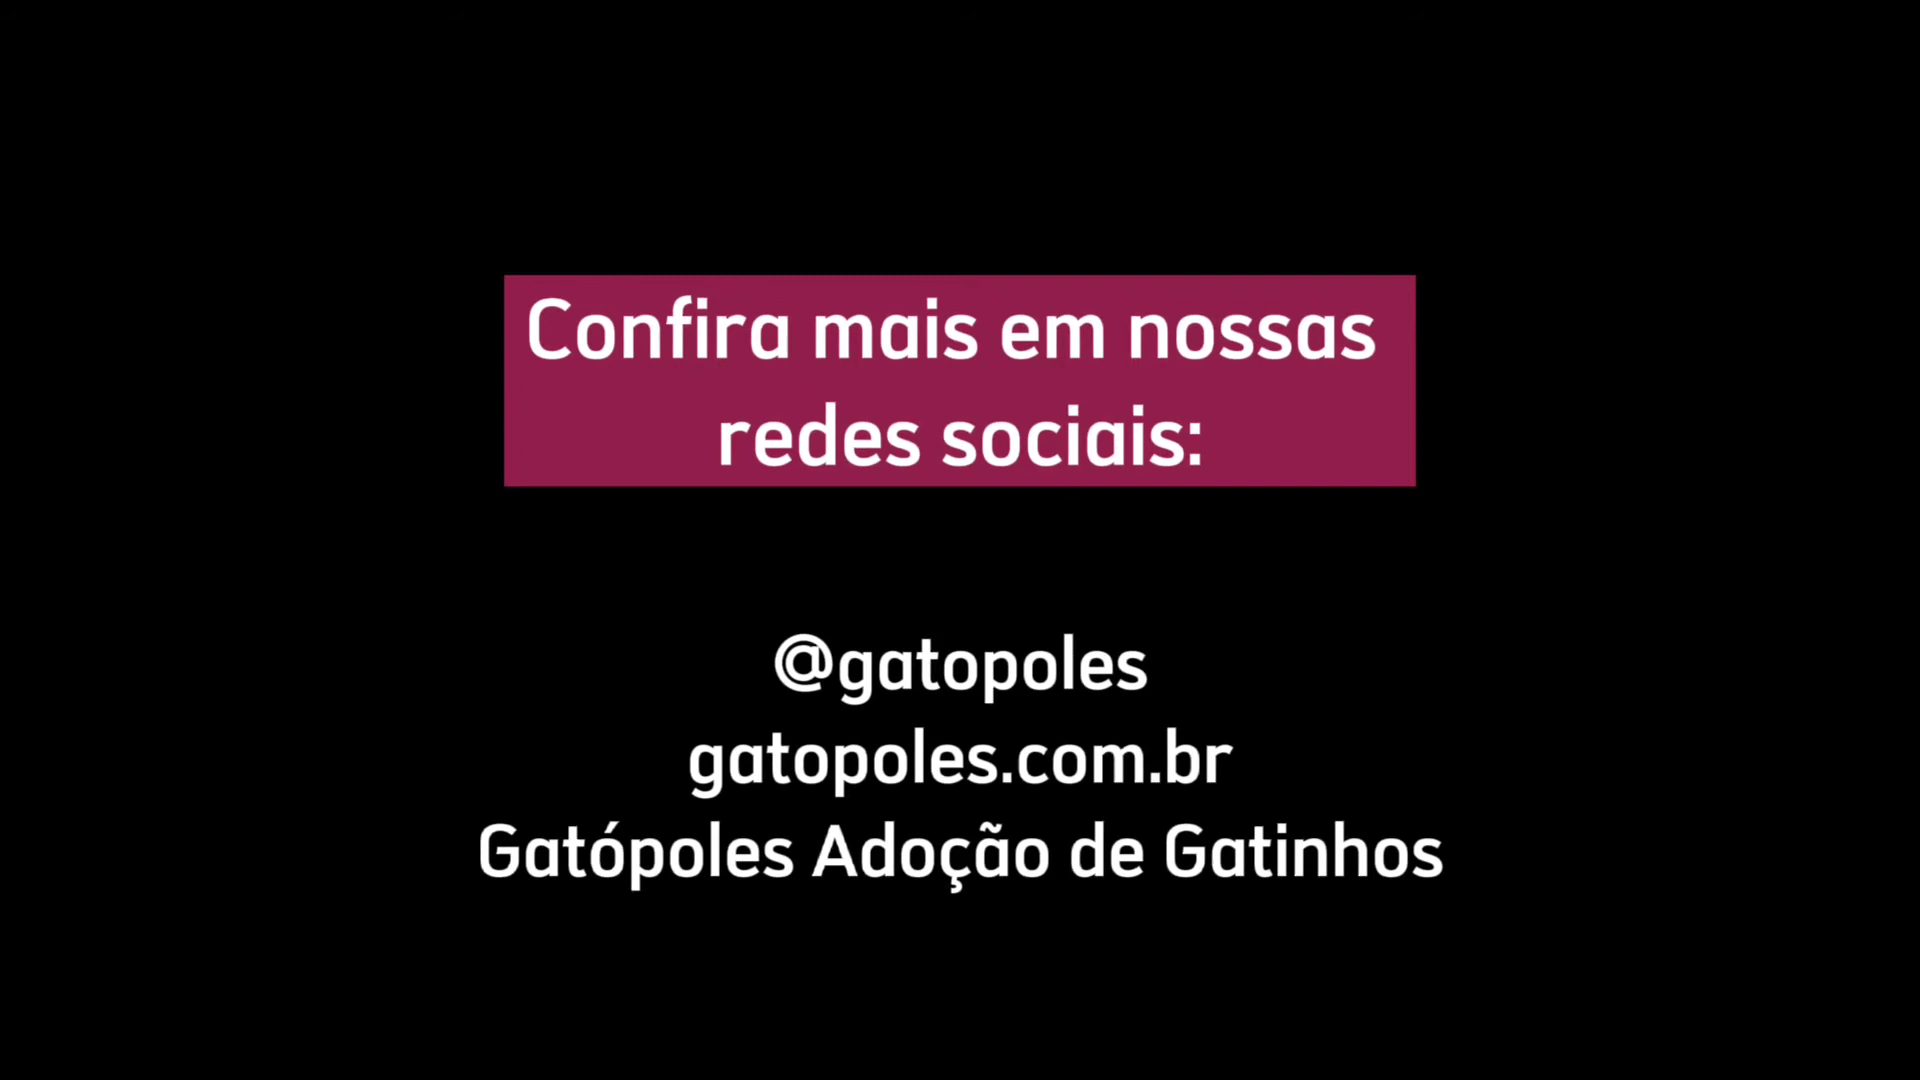 Confira mais em nossas
redes sociais:
@gatopoles
gatopoles.com.br
Gatópoles Adoção de Gatinhos